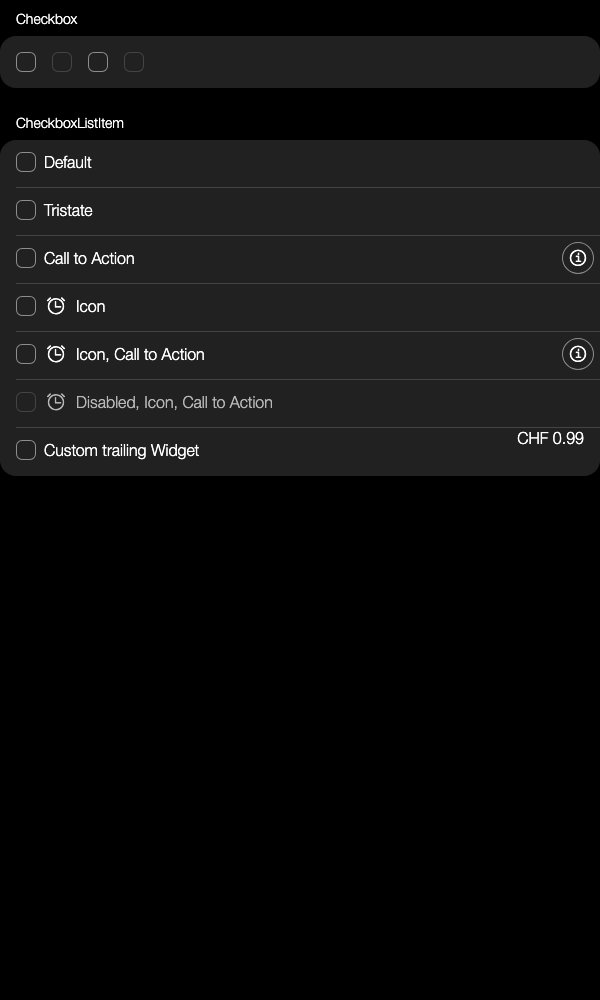 Checkbox
CheckboxListItem
Default
Tristate
Call to Action
Icon
Icon, Call to Action
Disabled, Icon, Call to Action
CHF 0.99
Custom trailing Widget